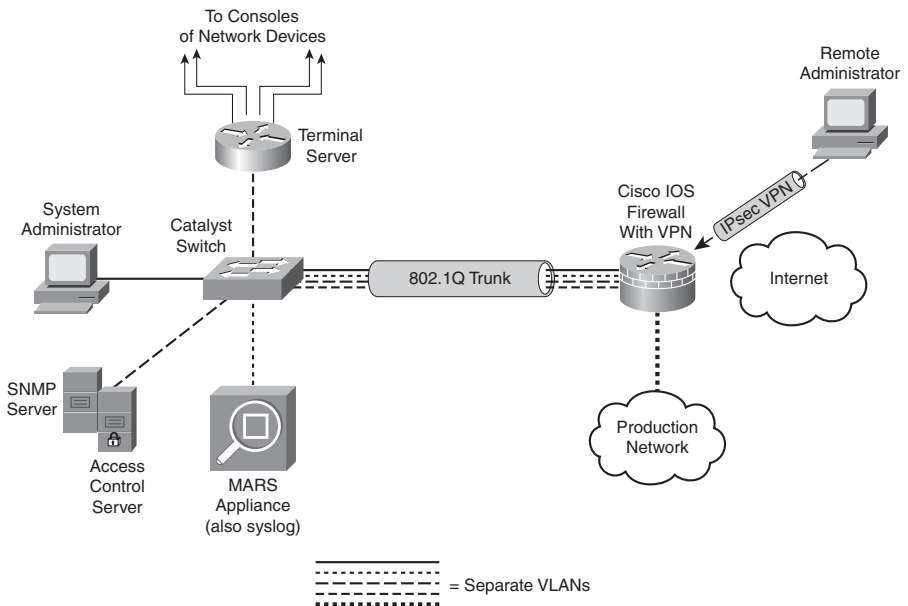 To Consoles
of Network Devices
Remote
Administrator
Terminal
Server
IPsec VPN
Cisco IOS
Firewall
With VPN
System
Administrator
Catalyst
Switch
802.1Q Trunk
Internet
SNMP
Server
Access
Control
Server
MARS
Appliance
(also syslog)
Production
Network
= Separate VLANs